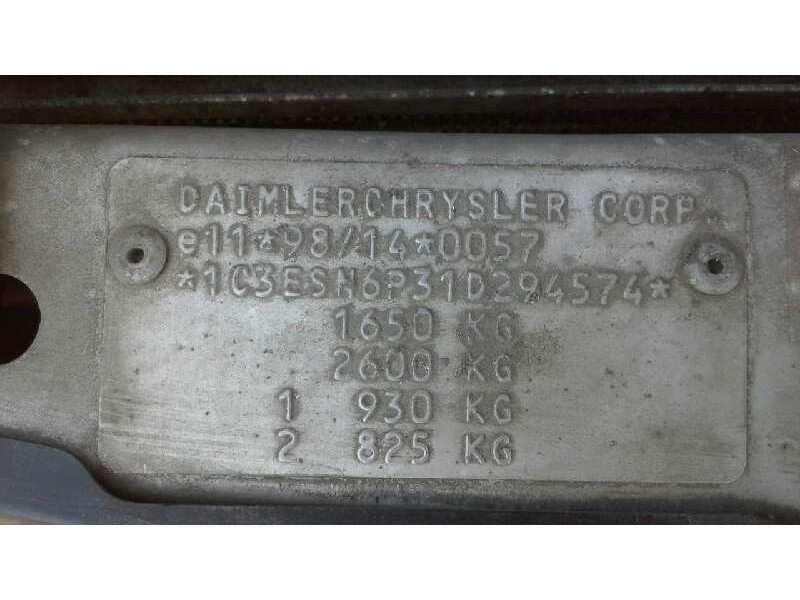 DAIMLERCHRYSLER CORP.
e11*98/14*0057
*1C3ESN6P31D294574*
1650 KG
2600 KG
1 930 KG
2 825 KG